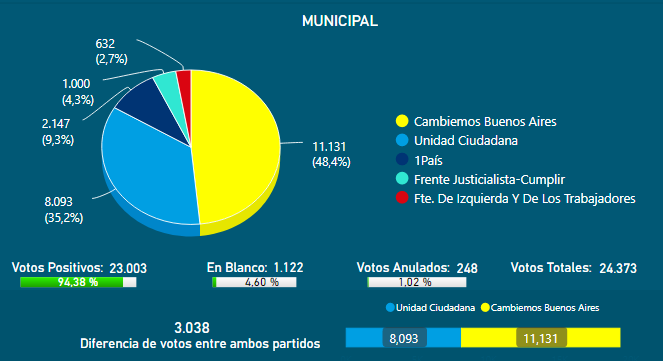 MUNICIPAL
632
(2,7%)
1.000
(4,3%)
2.147
(9,3%)
11.131
(48,4%)
8.093
(35,2%)
Cambiemos Buenos Aires
Unidad Ciudadana
1País
Frente Justicialista-Cumplir
Fte. De Izquierda Y De Los Trabajadores
Votos Positivos: 23.003
94,38 %
En Blanco: 1.122
4,60 %
Votos Anulados: 248
1,02 %
Votos Totales: 24.373
Unidad Ciudadana Cambiemos Buenos Aires
3.038
Diferencia de votos entre ambos partidos
8,093 11,131